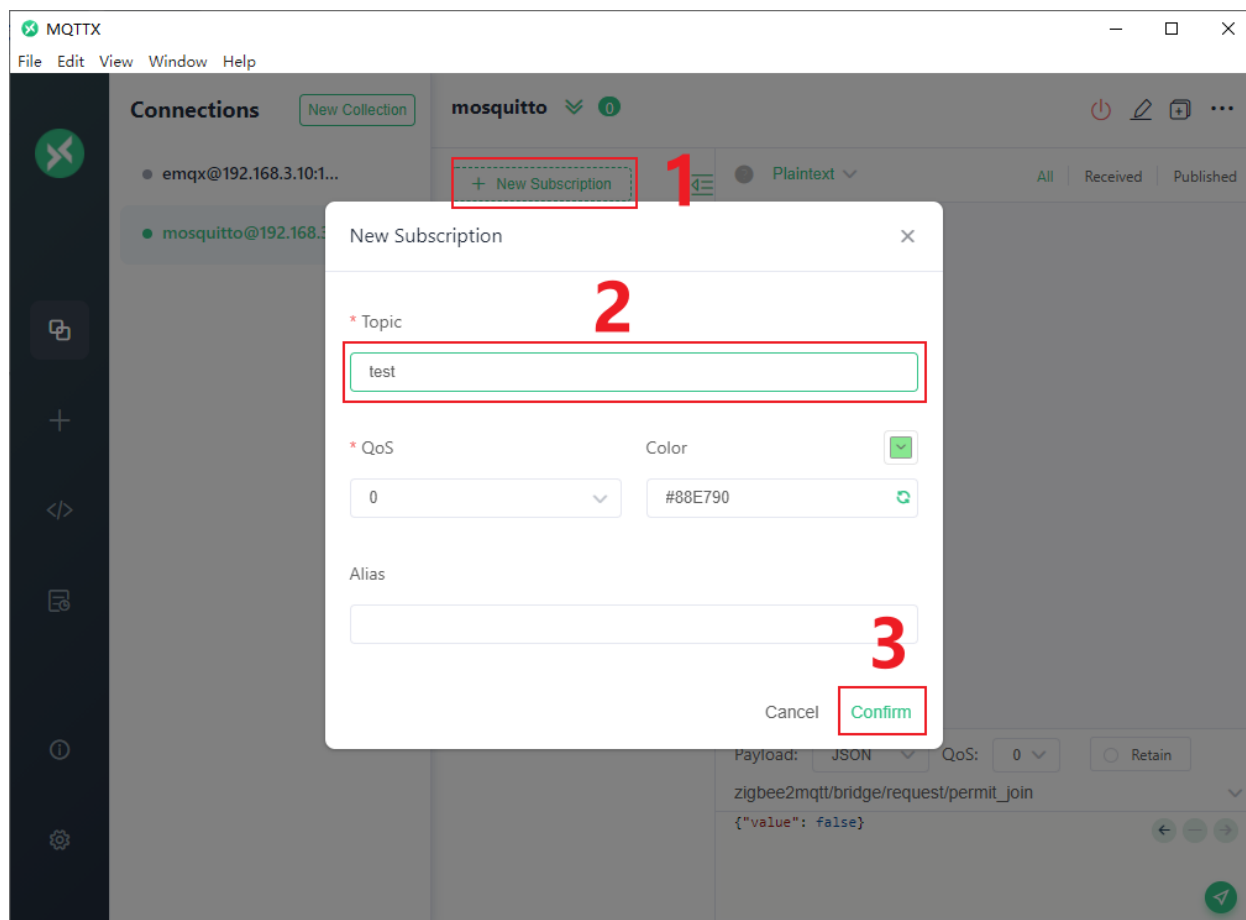 MQTTX
File Edit View Window Help
Connections New Collection mosquitto 0
emqx@192.168.3.10:1...
+ New Subscription 1 Plaintext All Received Published
mosquitto@192.168.3
New Subscription
2
* Topic
test
* QoS Color
0 #88E790
Alias
3
Cancel Confirm
Payload: JSON QoS: 0 Retain
zigbee2mqtt/bridge/request/permit_join
{"value": false}